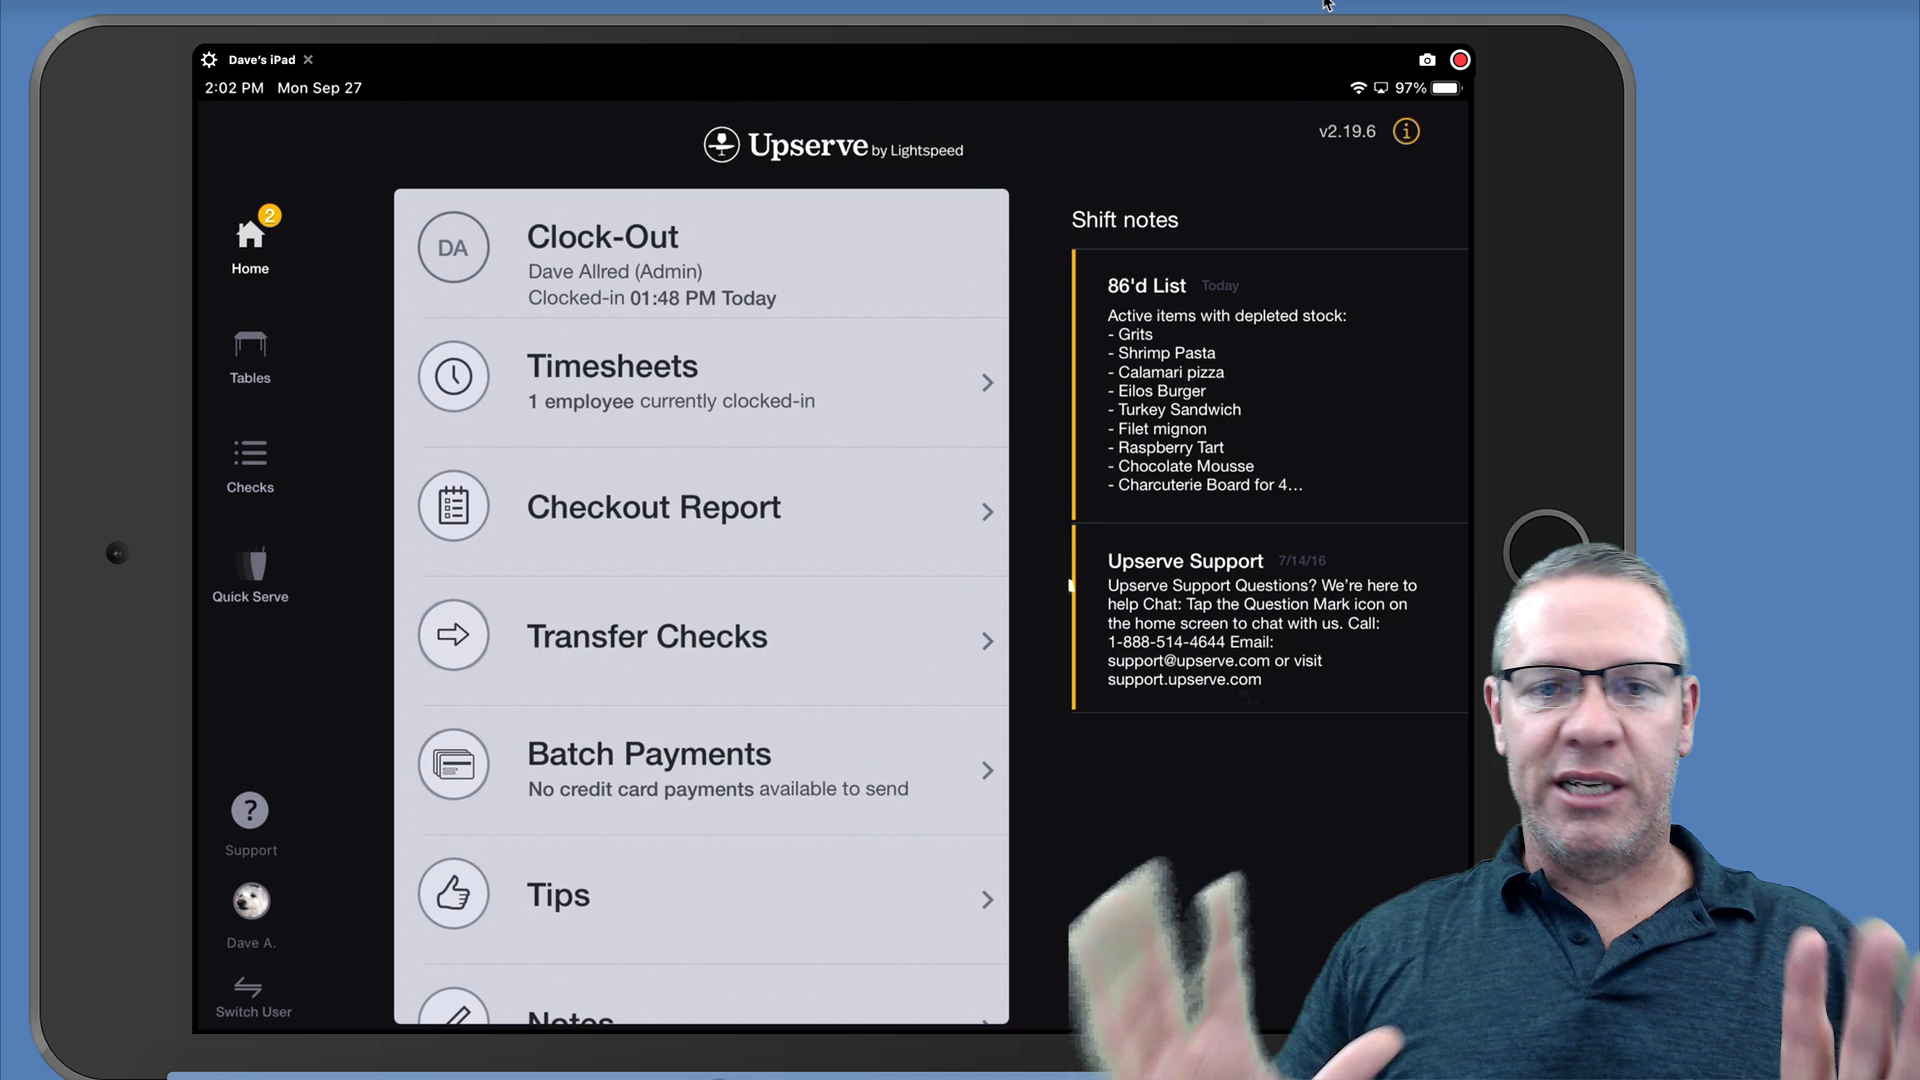 Dave's iPad
2:02 PM Mon Sep 27
97%
Upserve by Lightspeed
v2.19.6
2
Home
Tables
Checks
Quick Serve
?
Support
Dave A.
Switch User
DA
Clock-Out
Dave Allred (Admin)
Clocked-in 01:48 PM Today
Timesheets
1 employee currently clocked-in
Checkout Report
Transfer Checks
Batch Payments
No credit card payments available to send
Tips
Notes
Shift notes
86'd List Today
Active items with depleted stock:
- Grits
- Shrimp Pasta
- Calamari pizza
- Eilos Burger
- Turkey Sandwich
- Filet mignon
- Raspberry Tart
- Chocolate Mousse
- Charcuterie Board for 4...
Upserve Support 7/14/16
Upserve Support Questions? We're here to
help Chat: Tap the Question Mark icon on
the home screen to chat with us. Call:
1-888-514-4644 Email:
support@upserve.com or visit
support.upserve.com